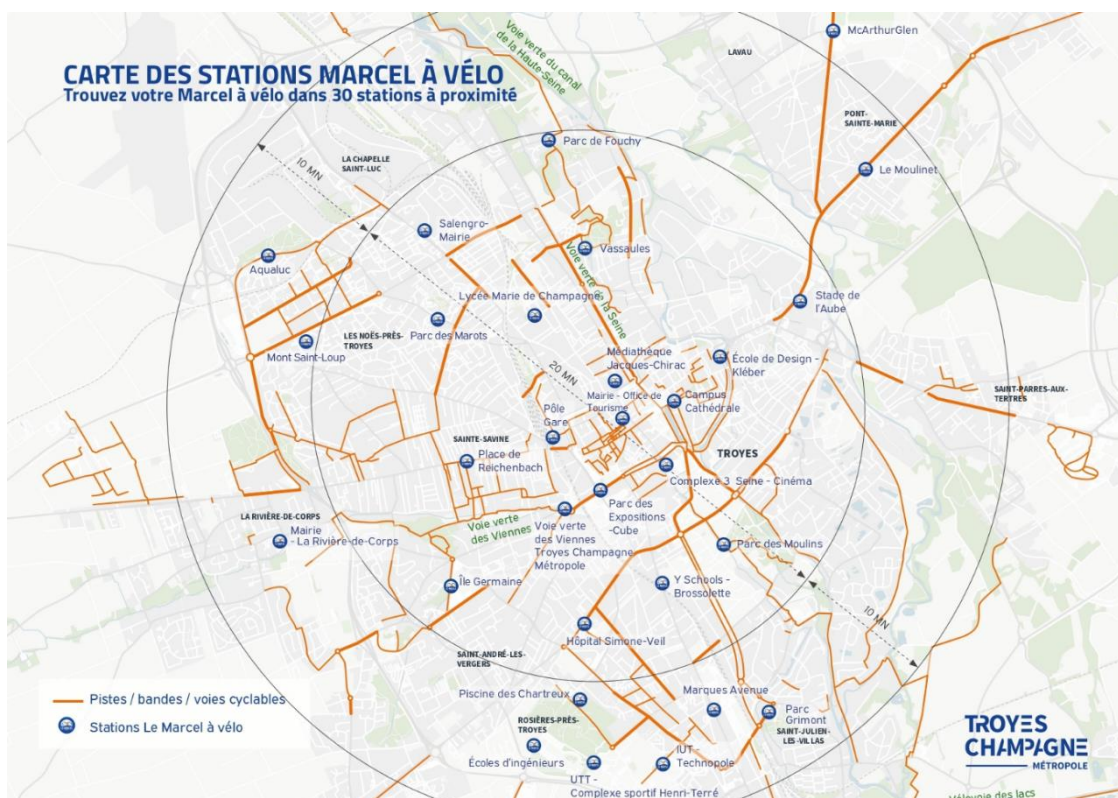 CARTE DES STATIONS MARCEL À VÉLO
Trouvez votre Marcel à vélo dans 30 stations à proximité
Voie verte du canal
de la Haute-Seine
LAVAU
McArthurGlen
PONT-
SAINTE-MARIE
Le Moulinet
Parc de Fouchy
LA CHAPELLE
SAINT-LUC
10 MN
Salengro-
Mairie
Aqualuc
Vassaules
Voie verte de la Seine
Lycée Marie de Champagne
Stade de
l'Aube
LES NOËS-PRÈS-
TROYES
Parc des Marots
Mont Saint-Loup
20 MN
Médiathèque
Jacques-Chirac
École de Design -
Kléber
Mairie - Office de
Tourisme
Campus
Cathédrale
SAINT-PARRES-AUX-
TERTRES
Pôle
Gare
SAINTE-SAVINE
Place de
Reichenbach
TROYES
Complexe 3 Seine - Cinéma
Parc des
Expositions
-Cube
LA RIVIÈRE-DE-CORPS
Mairie
- La Rivière-de-Corps
Voie verte
des Viennes
Voie verte
des Viennes
Troyes Champagne
Métropole
Parc des Moulins
Île Germaine
Y Schools -
Brossolette
10 MN
Hôpital Simone-Veil
SAINT-ANDRÉ-LES-
VERGERS
Piscine des Chartreux
Marques Avenue
Parc
Grimont
SAINT-JULIEN
-LES-VILLAS
ROSIÈRES-PRÈS-
TROYES
Écoles d'ingénieurs
UTT -
Complexe sportif Henri-Terré
IUT -
Technopole
Pistes / bandes / voies cyclables
Stations Le Marcel à vélo
TROYES
CHAMPAGNE
MÉTROPOLE
Vélovoie des lacs